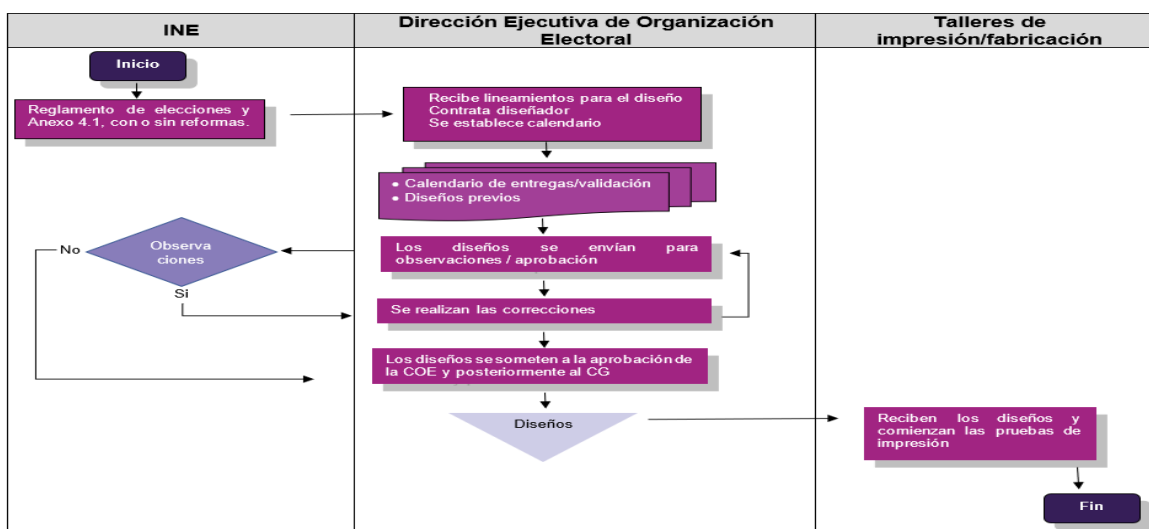 INE
Dirección Ejecutiva de Organización
Electoral
Talleres de
impresión/fabricación
Inicio
Reglamento de elecciones y
Anexo 4.1, con o sin reformas.
Recibe lineamientos para el diseño
Contrata diseñador
Se establece calendario
● Calendario de entregas/validación
● Diseños previos
No
Observa
ciones
Si
Los diseños se envían para
observaciones / aprobación
Se realizan las correcciones
Los diseños se someten a la aprobación de
la COE y posteriormente al CG
Diseños
Reciben los diseños y
comienzan las pruebas de
impresión
Fin